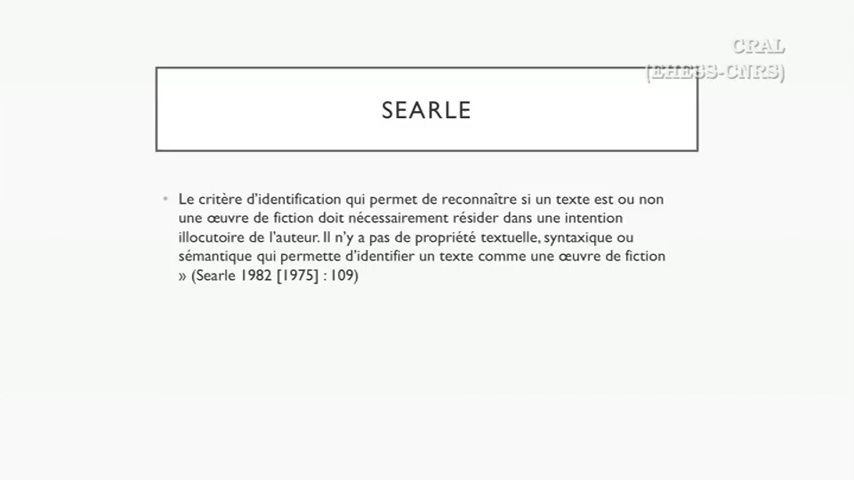 CRAL
(EHESS-CNRS)
SEARLE
• Le critère d'identification qui permet de reconnaître si un texte est ou non
une œuvre de fiction doit nécessairement résider dans une intention
illocutoire de l'auteur. Il n'y a pas de propriété textuelle, syntaxique ou
sémantique qui permette d'identifier un texte comme une œuvre de fiction
» (Searle 1982 [1975] : 109)